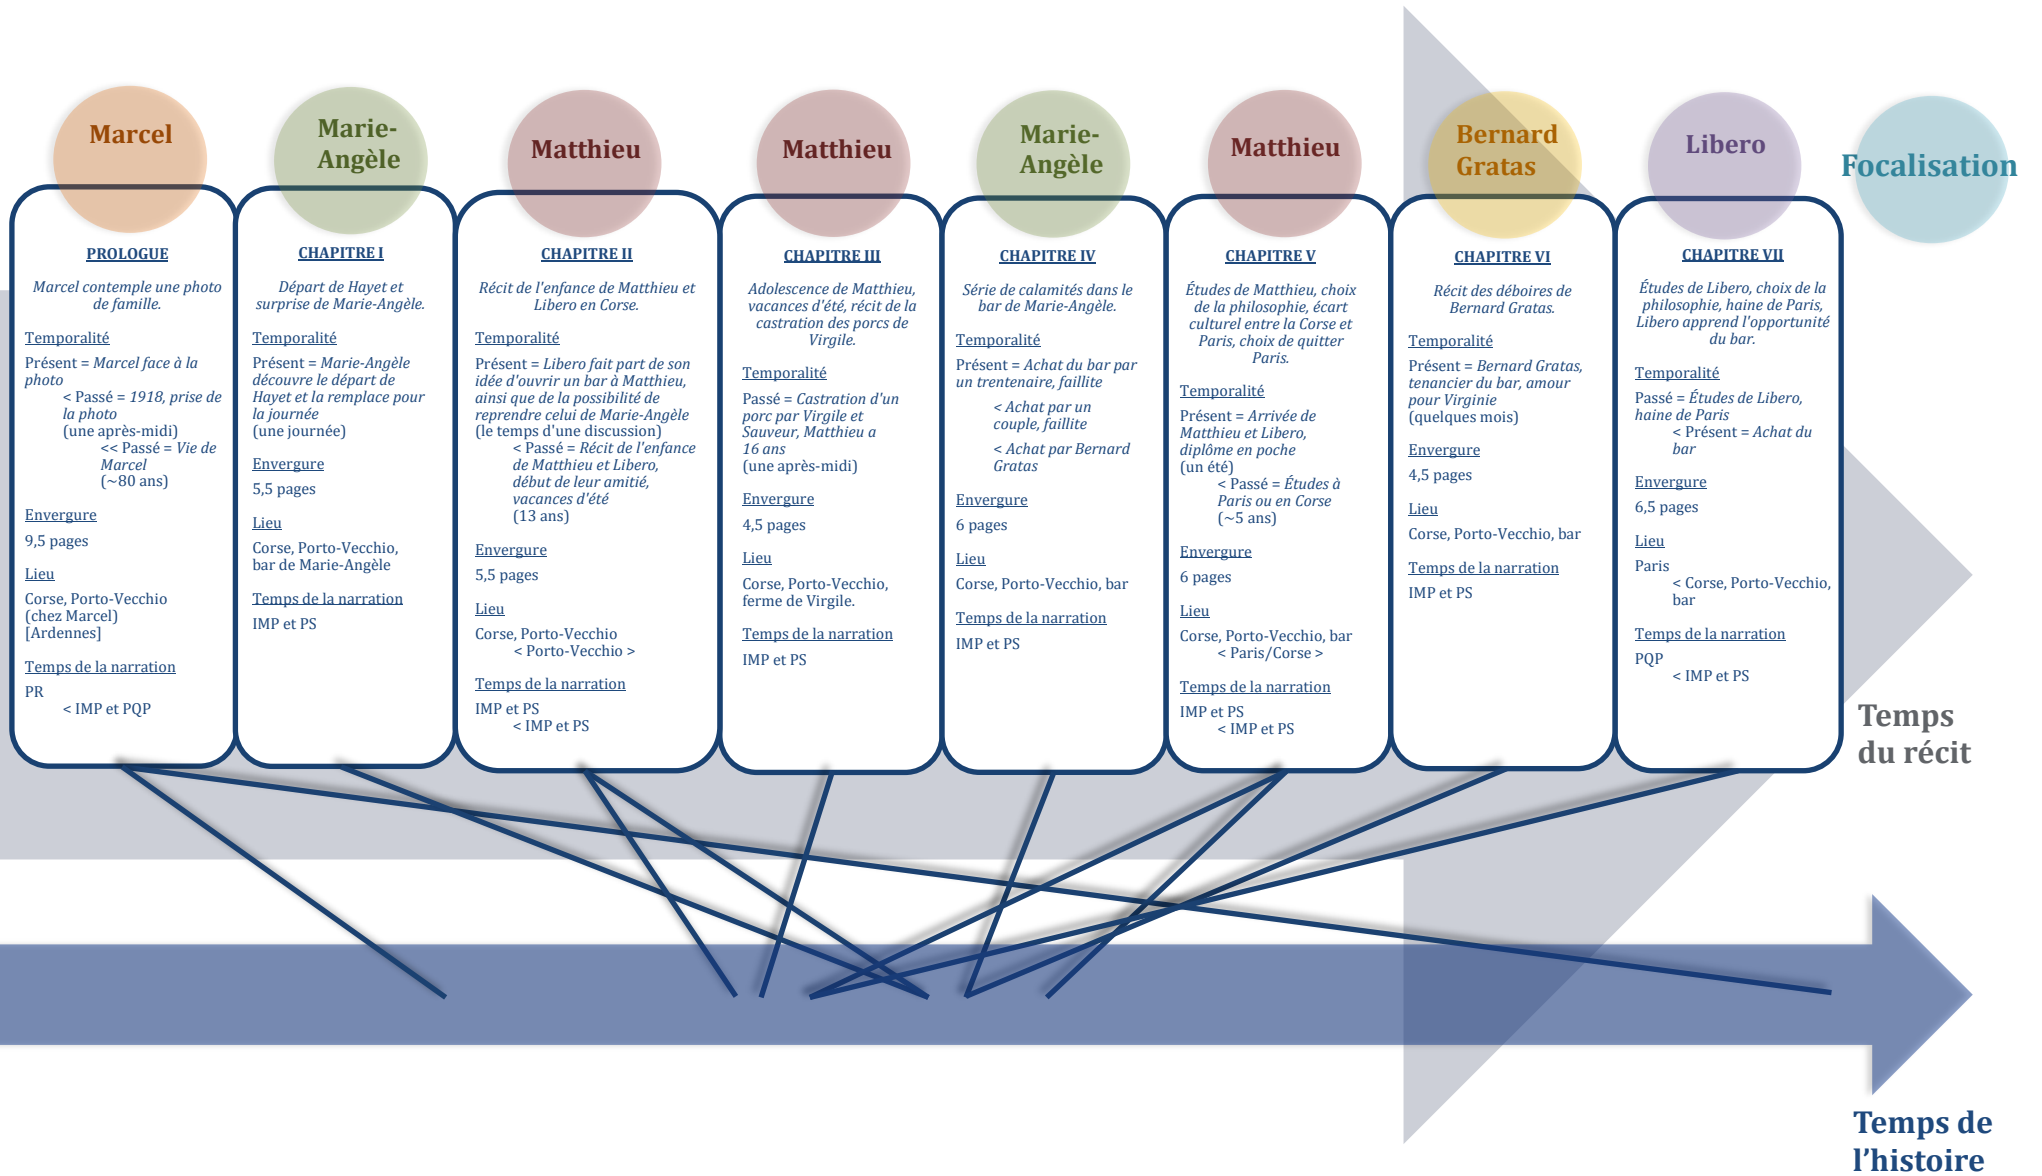 Marcel
PROLOGUE
Marcel contemple une photo
de famille.
Temporalité
Présent = Marcel face à la
photo
< Passé = 1918, prise de
la photo
(une après-midi)
<< Passé = Vie de
Marcel
(~80 ans)
Envergure
9,5 pages
Lieu
Corse, Porto-Vecchio
(chez Marcel)
[Ardennes]
Temps de la narration
PR
< IMP et PQP
Marie-
Angèle
CHAPITRE I
Départ de Hayet et
surprise de Marie-Angèle.
Temporalité
Présent = Marie-Angèle
découvre le départ de
Hayet et la remplace pour
la journée
(une journée)
Envergure
5,5 pages
Lieu
Corse, Porto-Vecchio,
bar de Marie-Angèle
Temps de la narration
IMP et PS
Matthieu
CHAPITRE II
Récit de l'enfance de Matthieu et
Libero en Corse.
Temporalité
Présent = Libero fait part de son
idée d'ouvrir un bar à Matthieu,
ainsi que de la possibilité de
reprendre celui de Marie-Angèle
(le temps d'une discussion)
< Passé = Récit de l'enfance
de Matthieu et Libero,
début de leur amitié,
vacances d'été
(13 ans)
Envergure
5,5 pages
Lieu
Corse, Porto-Vecchio
< Porto-Vecchio >
Temps de la narration
IMP et PS
< IMP et PS
Matthieu
CHAPITRE III
Adolescence de Matthieu,
vacances d'été, récit de la
castration des porcs de
Virgile.
Temporalité
Passé = Castration d'un
porc par Virgile et
Sauveur, Matthieu a
16 ans
(une après-midi)
Envergure
4,5 pages
Lieu
Corse, Porto-Vecchio,
ferme de Virgile.
Temps de la narration
IMP et PS
Marie-
Angèle
CHAPITRE IV
Série de calamités dans le
bar de Marie-Angèle.
Temporalité
Présent = Achat du bar par
un trentenaire, faillite
< Achat par un
couple, faillite
< Achat par Bernard
Gratas
Envergure
6 pages
Lieu
Corse, Porto-Vecchio, bar
Temps de la narration
IMP et PS
Matthieu
CHAPITRE V
Études de Matthieu, choix
de la philosophie, écart
culturel entre la Corse et
Paris, choix de quitter
Paris.
Temporalité
Présent = Arrivée de
Matthieu et Libero,
diplôme en poche
(un été)
< Passé = Études à
Paris ou en Corse
(~5 ans)
Envergure
6 pages
Lieu
Corse, Porto-Vecchio, bar
< Paris/Corse >
Temps de la narration
IMP et PS
< IMP et PS
Bernard
Gratas
CHAPITRE VI
Récit des déboires de
Bernard Gratas.
Temporalité
Présent = Bernard Gratas,
tenancier du bar, amour
pour Virginie
(quelques mois)
Envergure
4,5 pages
Lieu
Corse, Porto-Vecchio, bar
Temps de la narration
IMP et PS
Libero
CHAPITRE VII
Études de Libero, choix de la
philosophie, haine de Paris,
Libero apprend l'opportunité
du bar.
Temporalité
Passé = Études de Libero,
haine de Paris
< Présent = Achat du
bar
Envergure
6,5 pages
Lieu
Paris
< Corse, Porto-Vecchio,
bar
Temps de la narration
PQP
< IMP et PS
Focalisation
Temps
du récit
Temps de
l’histoire